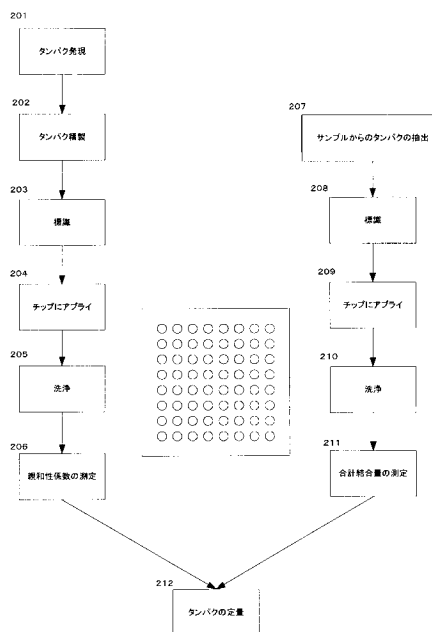 201
タンパク発現
202
タンパク精製
203
標識
204
チップにアプライ
205
洗浄
206
親和性係数の測定
207
サンプルからのタンパクの抽出
208
標識
209
チップにアプライ
210
洗浄
211
合計結合量の測定
212
タンパクの定量